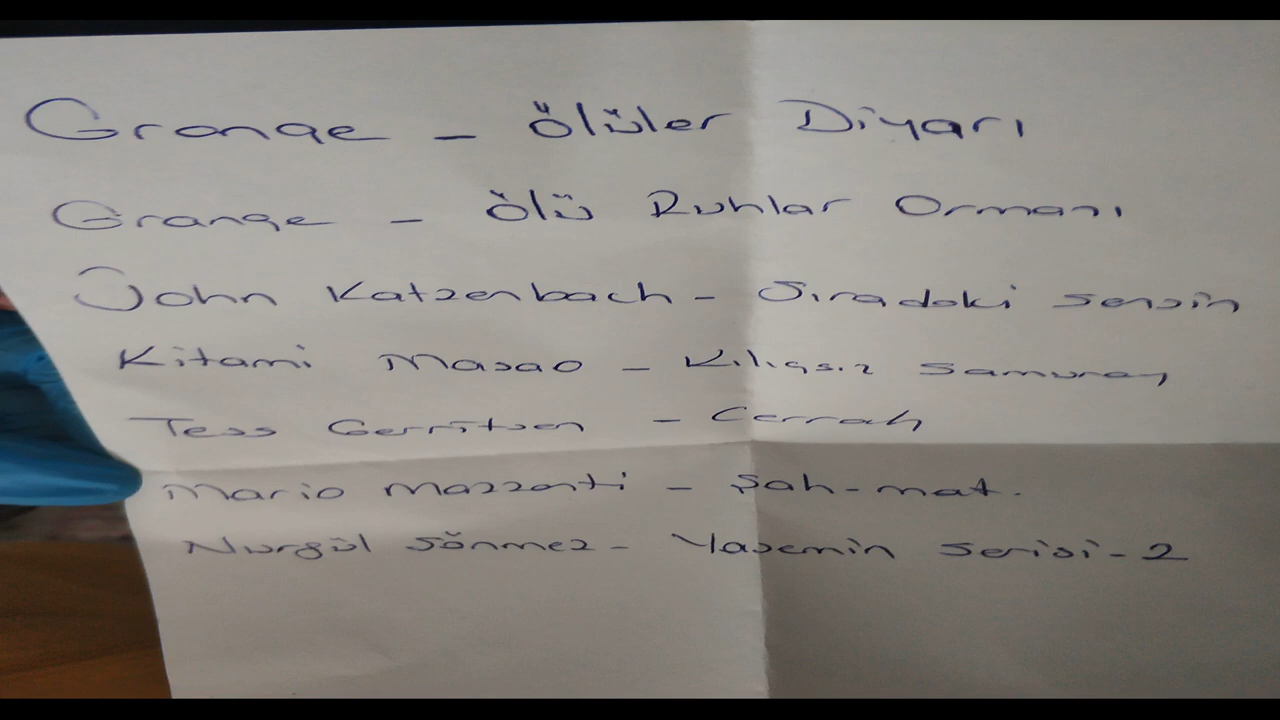 Grange - Ölüler Diyarı
Grange - Ölü Ruhlar Ormanı
John Katzenbach - Sıradaki sensin
Kitami Masao - Kılıçsız Samuray
Tess Gerritsen - Cerrah
Mario Mazzanti - Şah-mat.
Nurgül Sönmez - Yasemin serisi-2